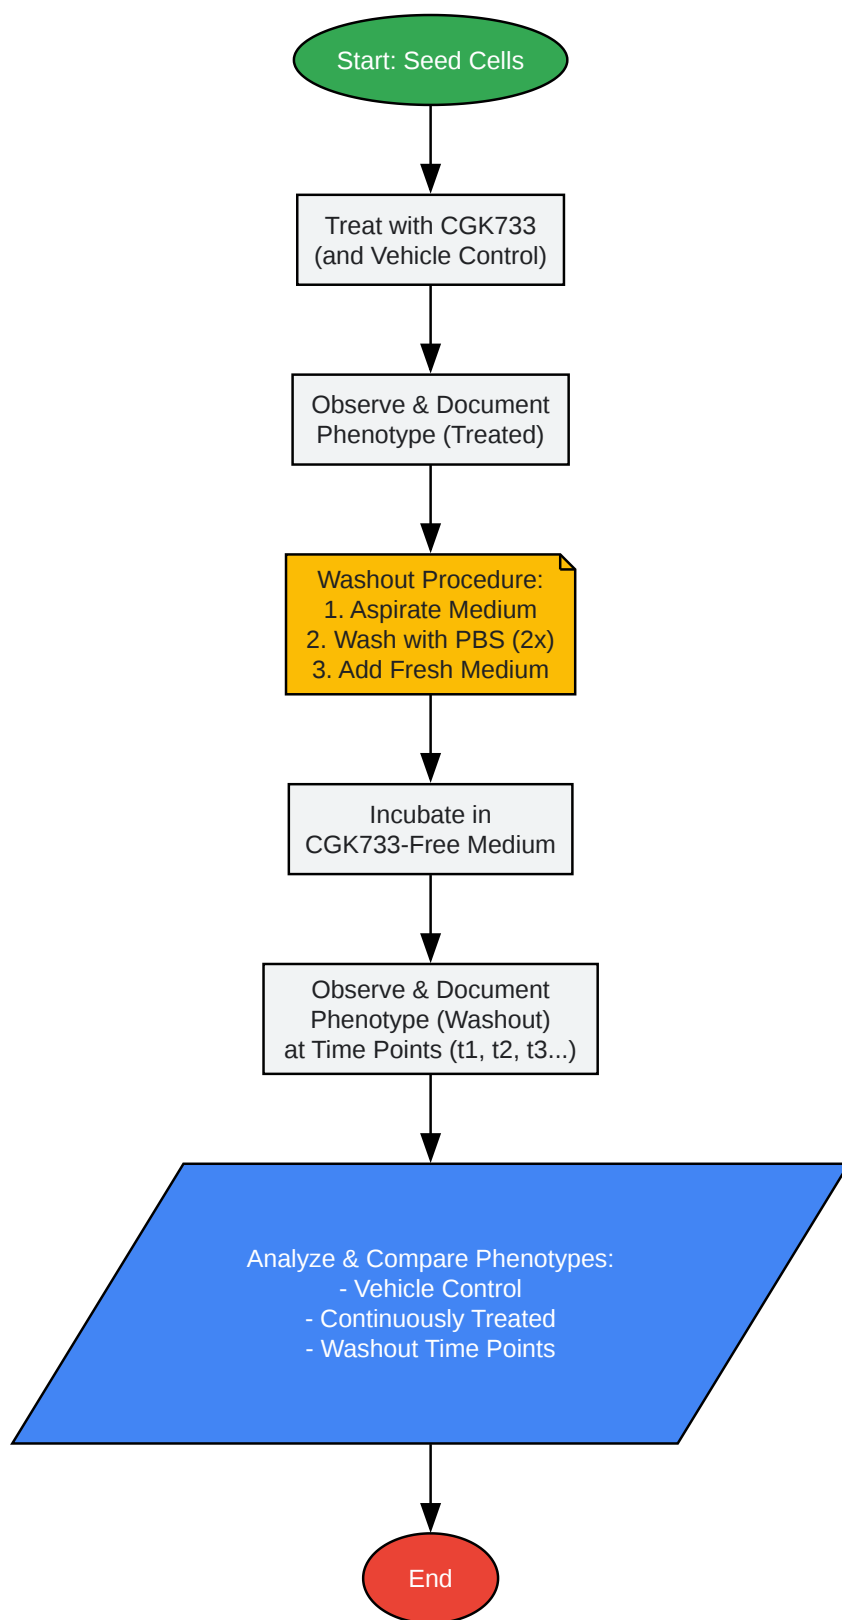 Start: Seed Cells
Treat with CGK733
(and Vehicle Control)
Observe & Document
Phenotype (Treated)
Washout Procedure:
1. Aspirate Medium
2. Wash with PBS (2x)
3. Add Fresh Medium
Incubate in
CGK733-Free Medium
Observe & Document
Phenotype (Washout)
at Time Points (t1, t2, t3...)
Analyze & Compare Phenotypes:
- Vehicle Control
- Continuously Treated
- Washout Time Points
End